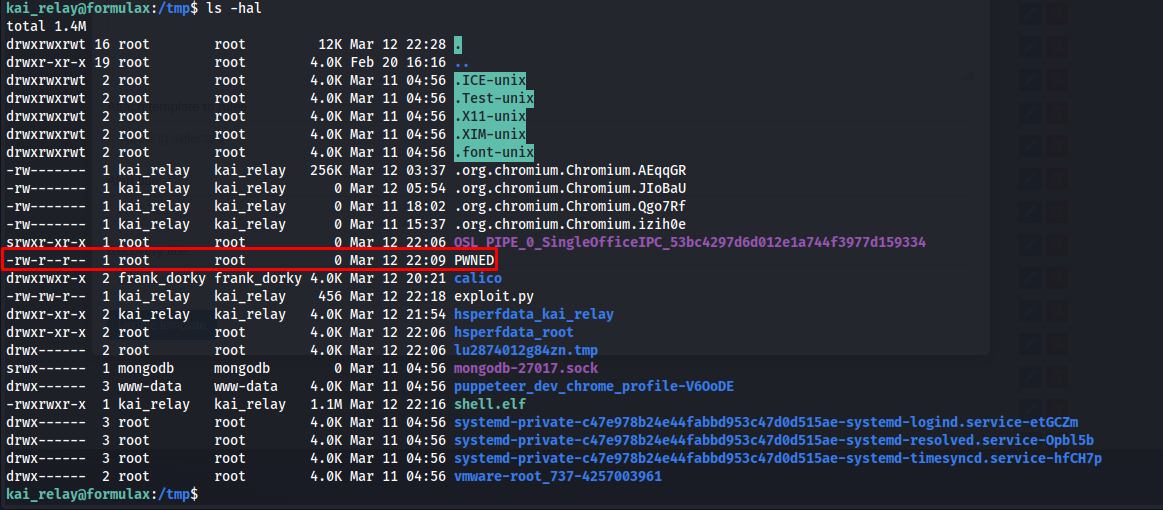 kai_relay@formulax:/tmp$ ls -hal
total 1.4M
drwxrwxrwt 16 root        root         12K Mar 12 22:28 .
drwxr-xr-x 19 root        root        4.0K Feb 20 16:16 ..
drwxrwxrwt  2 root        root        4.0K Mar 11 04:56 .ICE-unix
drwxrwxrwt  2 root        root        4.0K Mar 11 04:56 .Test-unix
drwxrwxrwt  2 root        root        4.0K Mar 11 04:56 .X11-unix
drwxrwxrwt  2 root        root        4.0K Mar 11 04:56 .XIM-unix
drwxrwxrwt  2 root        root        4.0K Mar 11 04:56 .font-unix
-rw-------  1 kai_relay   kai_relay   256K Mar 12 03:37 .org.chromium.Chromium.AEqqGR
-rw-------  1 kai_relay   kai_relay      0 Mar 12 05:54 .org.chromium.Chromium.JIoBaU
-rw-------  1 kai_relay   kai_relay      0 Mar 11 18:02 .org.chromium.Chromium.Qgo7Rf
-rw-------  1 kai_relay   kai_relay      0 Mar 11 15:37 .org.chromium.Chromium.izih0e
srwxr-xr-x  1 root        root           0 Mar 12 22:06 OSL_PIPE_0_SingleOfficeIPC_53bc4297d6d012e1a744f3977d159334
-rw-r--r--  1 root        root           0 Mar 12 22:09 PWNED
drwxrwxr-x  2 frank_dorky frank_dorky 4.0K Mar 12 20:21 calico
-rw-rw-r--  1 kai_relay   kai_relay    456 Mar 12 22:18 exploit.py
drwxr-xr-x  2 kai_relay   kai_relay   4.0K Mar 12 21:54 hsperfdata_kai_relay
drwxr-xr-x  2 root        root        4.0K Mar 12 22:06 hsperfdata_root
drwx------  2 root        root        4.0K Mar 12 22:06 lu2874012g84zn.tmp
srwx------  1 mongodb     mongodb        0 Mar 11 04:56 mongodb-27017.sock
drwx------  3 www-data    www-data    4.0K Mar 11 04:56 puppeteer_dev_chrome_profile-V6OoDE
-rwxrwxr-x  1 kai_relay   kai_relay   1.1M Mar 12 22:16 shell.elf
drwx------  3 root        root        4.0K Mar 11 04:56 systemd-private-c47e978b24e44fabbd953c47d0d515ae-systemd-logind.service-etGCZm
drwx------  3 root        root        4.0K Mar 11 04:56 systemd-private-c47e978b24e44fabbd953c47d0d515ae-systemd-resolved.service-Opbl5b
drwx------  3 root        root        4.0K Mar 11 04:56 systemd-private-c47e978b24e44fabbd953c47d0d515ae-systemd-timesyncd.service-hfCH7p
drwx------  2 root        root        4.0K Mar 11 04:56 vmware-root_737-4257003961
kai_relay@formulax:/tmp$